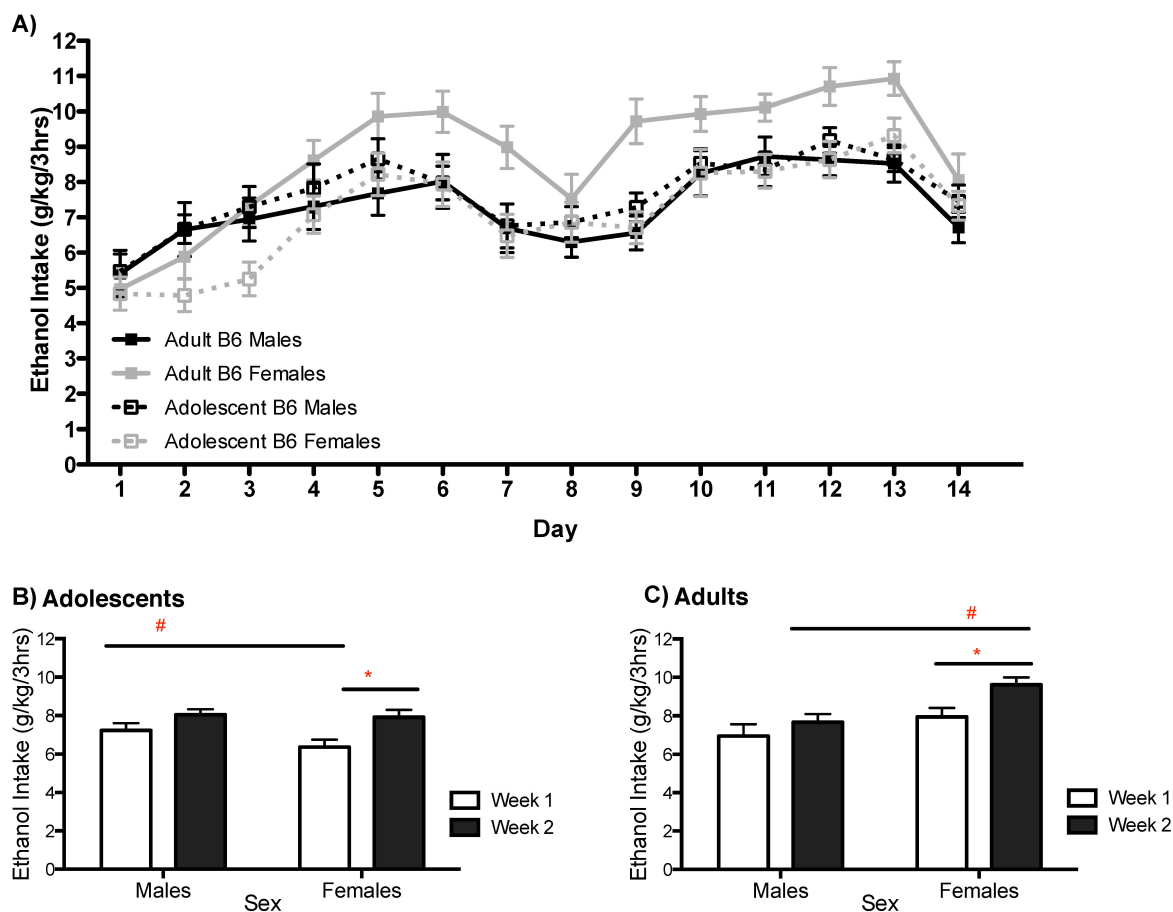 A)
Ethanol Intake (g/kg/3hrs)
12
11
10
9
8
7
6
5
4
3
2
1
0
Adult B6 Males
Adult B6 Females
Adolescent B6 Males
Adolescent B6 Females
1 2 3 4 5 6 7 8 9 10 11 12 13 14
Day
B) Adolescents
#
*
Ethanol Intake (g/kg/3hrs)
12
10
8
6
4
2
0
Week 1
Week 2
Males Females
Sex
C) Adults
#
*
Ethanol Intake (g/kg/3hrs)
12
10
8
6
4
2
0
Week 1
Week 2
Males Females
Sex